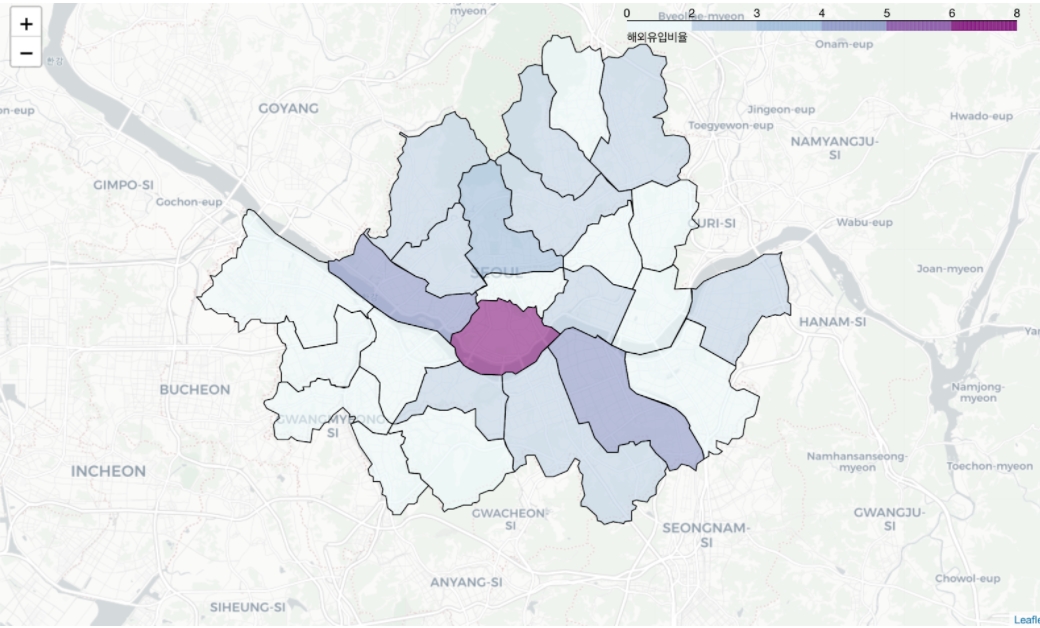 +
−
myeon
0 2 3 4 5 6 8
Byeollae-myeon
해외유입비율
Onam-eup
한강
GOYANG
Jingeon-eup
Toegyewon-eup
Hwado-eup
on-eup
NAMYANGJU-
SI
GIMPO-SI
Gochon-eup
URI-SI
Wabu-eup
SEOUL
Joan-myeon
HANAM-SI
Yan
BUCHEON
Namjong-
myeon
GWANGMYEONG-
SI
Namhansanseong-
myeon
Toechon-myeon
INCHEON
GWACHEON-
SI
SEONGNAM-
SI
GWANGJU-
SI
ANYANG-SI
Chowol-eup
SIHEUNG-SI
Leafle